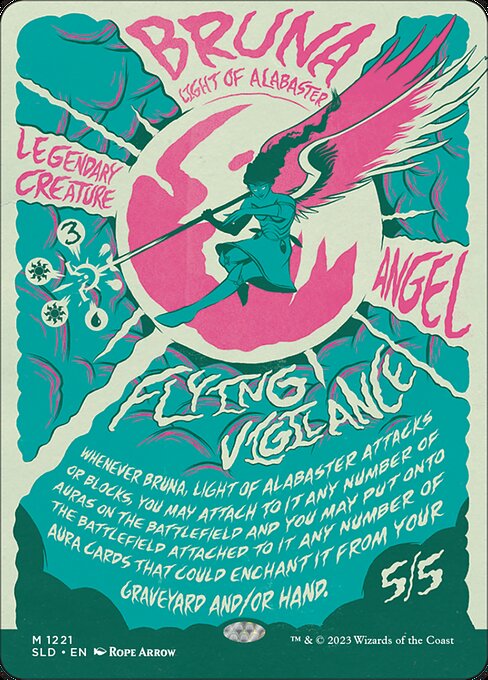 BRUNA
LIGHT OF ALABASTER
LEGENDARY
CREATURE
3
ANGEL
FLYING,
VIGILANCE
WHENEVER BRUNA, LIGHT OF ALABASTER ATTACKS
OR BLOCKS, YOU MAY ATTACH TO IT ANY NUMBER OF
AURAS ON THE BATTLEFIELD AND YOU MAY PUT ONTO
THE BATTLEFIELD ATTACHED TO IT ANY NUMBER OF
AURA CARDS THAT COULD ENCHANT IT FROM YOUR
GRAVEYARD AND/OR HAND.
5/5
M 1221
SLD • EN ROPE ARROW
™ & © 2023 Wizards of the Coast